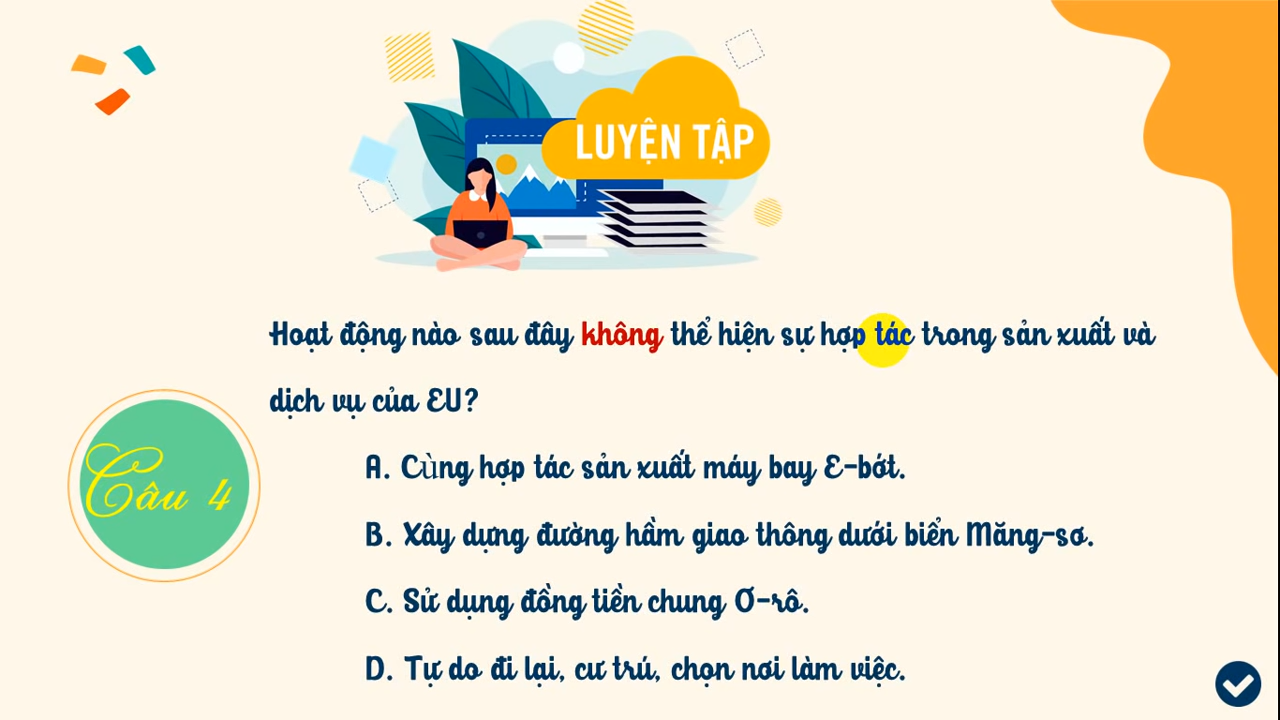 LUYỆN TẬP
Hoạt động nào sau đây không thể hiện sự hợp tác trong sản xuất và
dịch vụ của EU?
Câu 4
A. Cùng hợp tác sản xuất máy bay E-bớt.
B. Xây dựng đường hầm giao thông dưới biển Măng-sơ.
C. Sử dụng đồng tiền chung Ơ-rô.
D. Tự do đi lại, cư trú, chọn nơi làm việc.